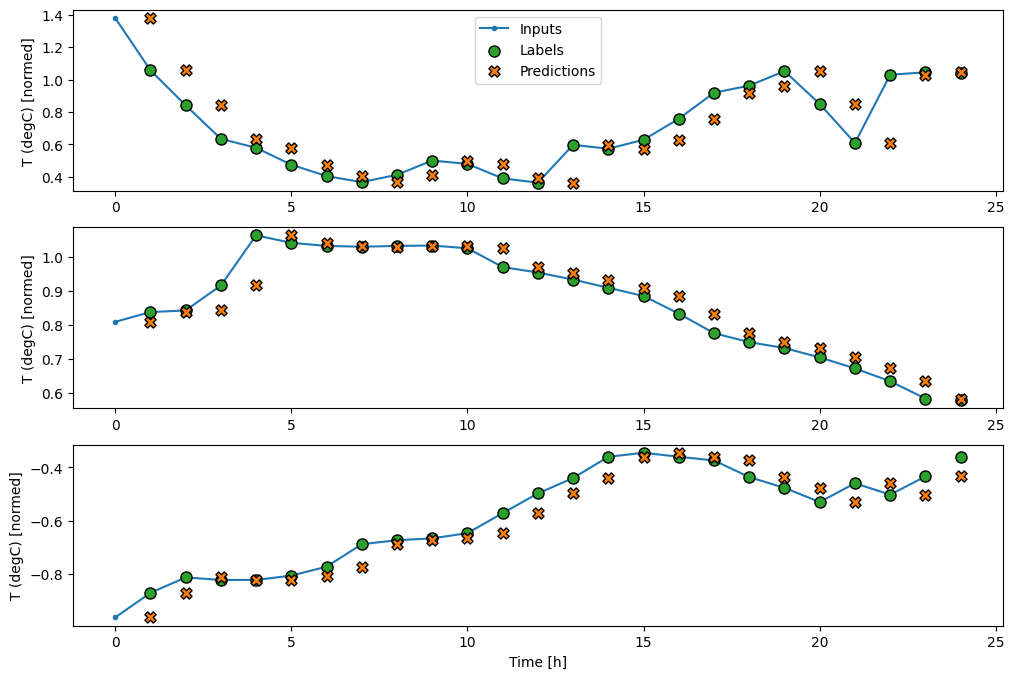 T (degC) [normed]
1.4
1.2
1.0
0.8
0.6
0.4
Inputs
Labels
Predictions
0 5 10 15 20 25
T (degC) [normed]
1.0
0.9
0.8
0.7
0.6
0 5 10 15 20 25
T (degC) [normed]
−0.4
−0.6
−0.8
0 5 10 15 20 25
Time [h]